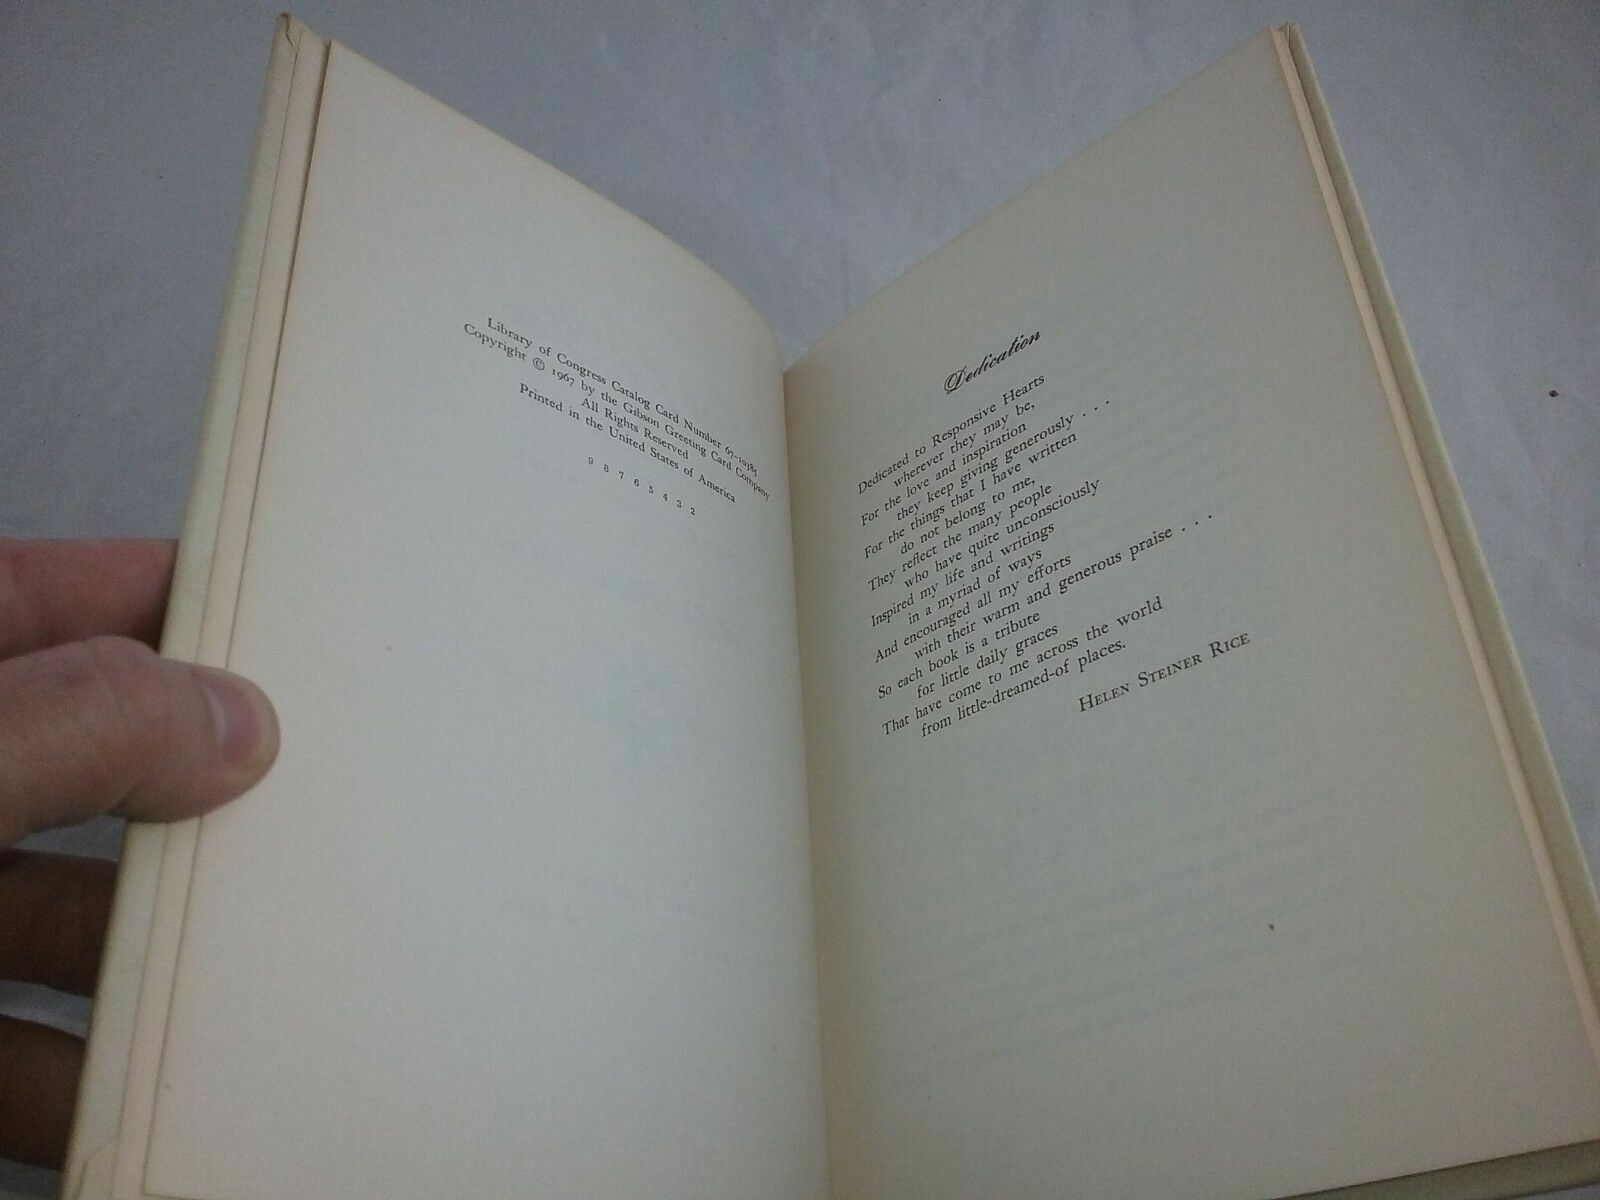 Library of Congress Catalog Card Number 67-10385
Copyright © 1967 by the Gibson Greeting Card Company
All Rights Reserved
Printed in the United States of America
9 8 7 6 5 4 3 2
Dedication
Dedicated to Responsive Hearts
wherever they may be,
For the love and inspiration
they keep giving generously . . .
For the things that I have written
do not belong to me,
They reflect the many people
who have quite unconsciously
Inspired my life and writings
in a myriad of ways
And encouraged all my efforts
with their warm and generous praise . . .
So each book is a tribute
for little daily graces
That have come to me across the world
from little-dreamed-of places.
HELEN STEINER RICE